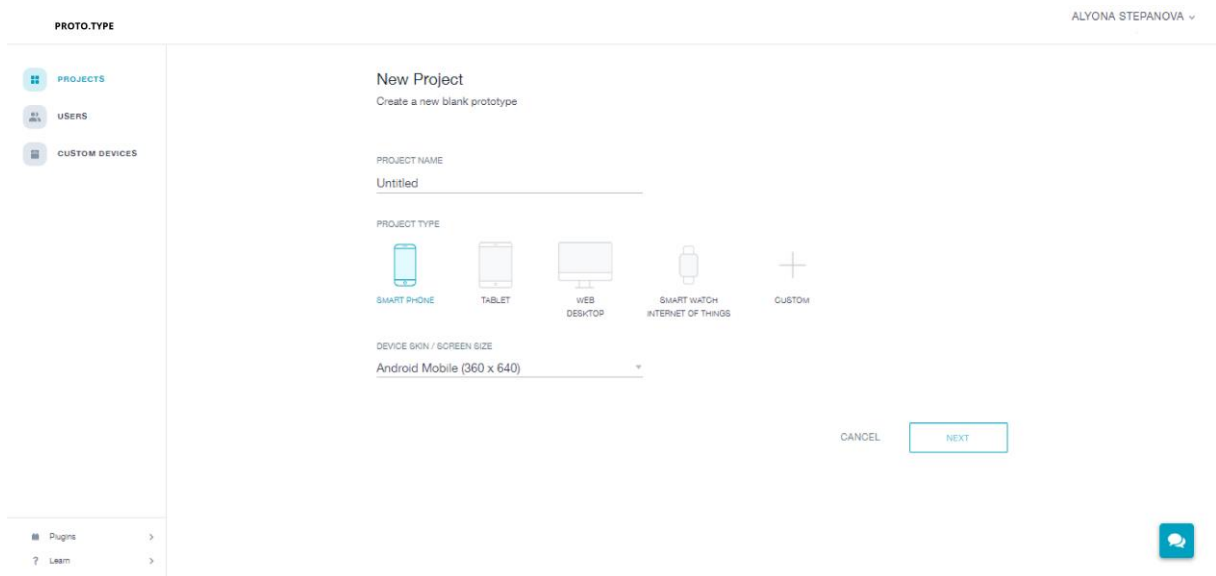 PROTO.TYPE
ALYONA STEPANOVA
PROJECTS
USERS
CUSTOM DEVICES
New Project
Create a new blank prototype
PROJECT NAME
Untitled
PROJECT TYPE
SMART PHONE
TABLET
WEB
DESKTOP
SMART WATCH
INTERNET OF THINGS
CUSTOM
DEVICE SKIN / SCREEN SIZE
Android Mobile (360 x 640)
CANCEL
NEXT
Plugins
? Learn